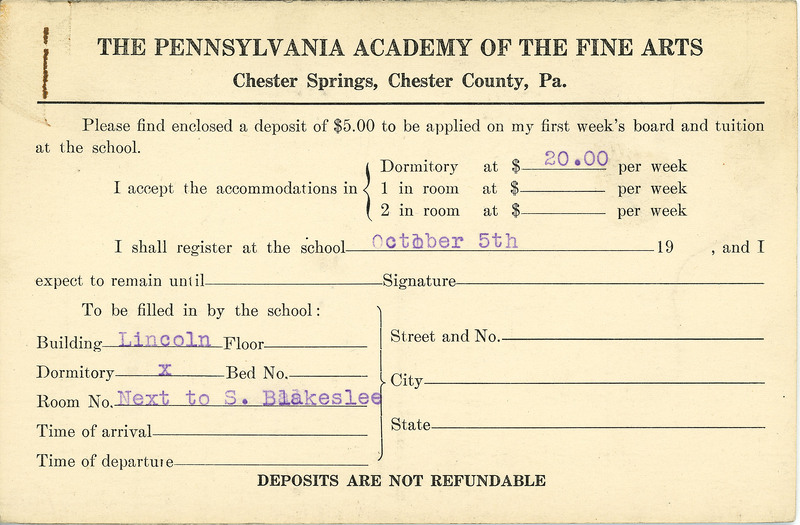 THE PENNSYLVANIA ACADEMY OF THE FINE ARTS
Chester Springs, Chester County, Pa.
Please find enclosed a deposit of $5.00 to be applied on my first week's board and tuition
at the school.
I accept the accommodations in { Dormitory at $ 20.00 per week
1 in room at $ per week
2 in room at $ per week
I shall register at the school October 5th 19 , and I
expect to remain until Signature
To be filled in by the school:
Building Lincoln Floor
Street and No.
Dormitory x Bed No.
City
Room No. Next to S. Blakeslee
Time of arrival
State
Time of departure
DEPOSITS ARE NOT REFUNDABLE